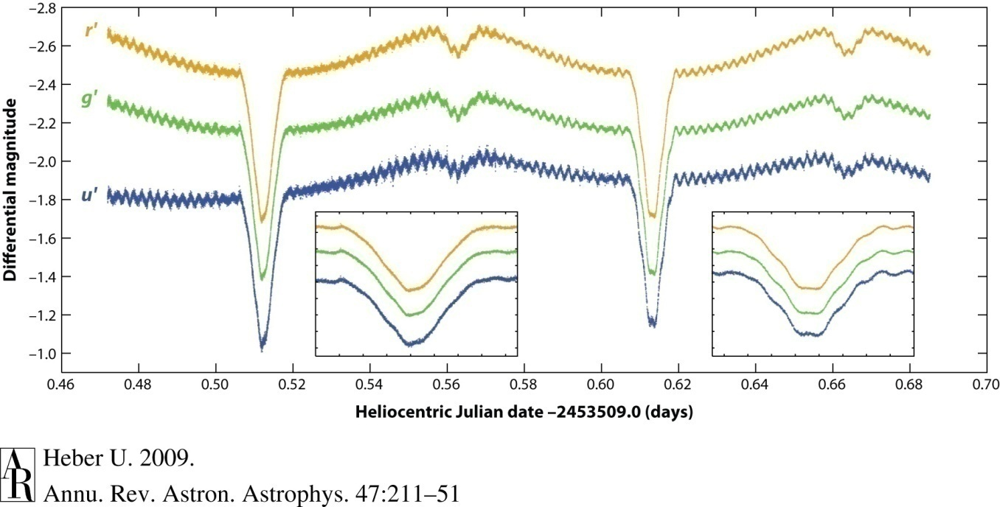 −2.8
r'
−2.6
−2.4
g'
−2.2
−2.0
u'
−1.8
−1.6
−1.4
−1.2
−1.0
Differential magnitude
0.46 0.48 0.50 0.52 0.54 0.56 0.58 0.60 0.62 0.64 0.66 0.68 0.70
Heliocentric Julian date –2453509.0 (days)
AR Heber U. 2009.
Annu. Rev. Astron. Astrophys. 47:211–51